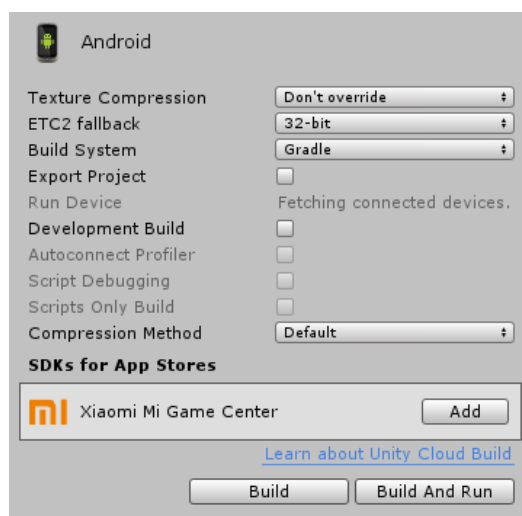 Android
Texture Compression Don't override
ETC2 fallback 32-bit
Build System Gradle
Export Project
Run Device Fetching connected devices.
Development Build
Autoconnect Profiler
Script Debugging
Scripts Only Build
Compression Method Default
SDKs for App Stores
Xiaomi Mi Game Center Add
Learn about Unity Cloud Build
Build Build And Run